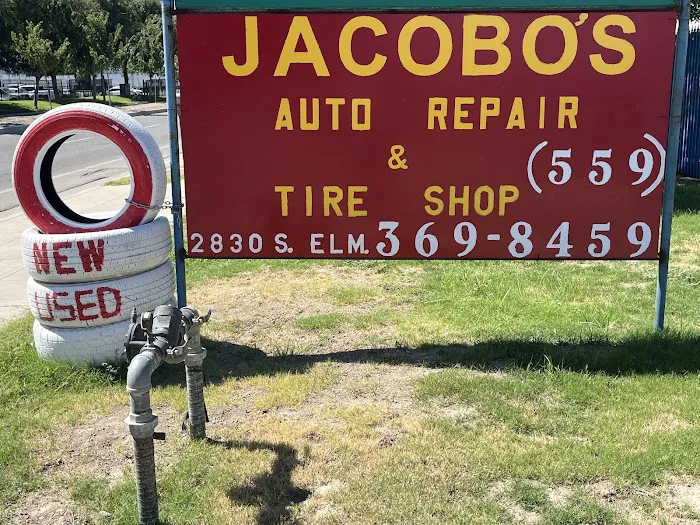 JACOBO'S
AUTO REPAIR
&
TIRE SHOP
(559)
2830 S. ELM. 369-8459
NEW
USED